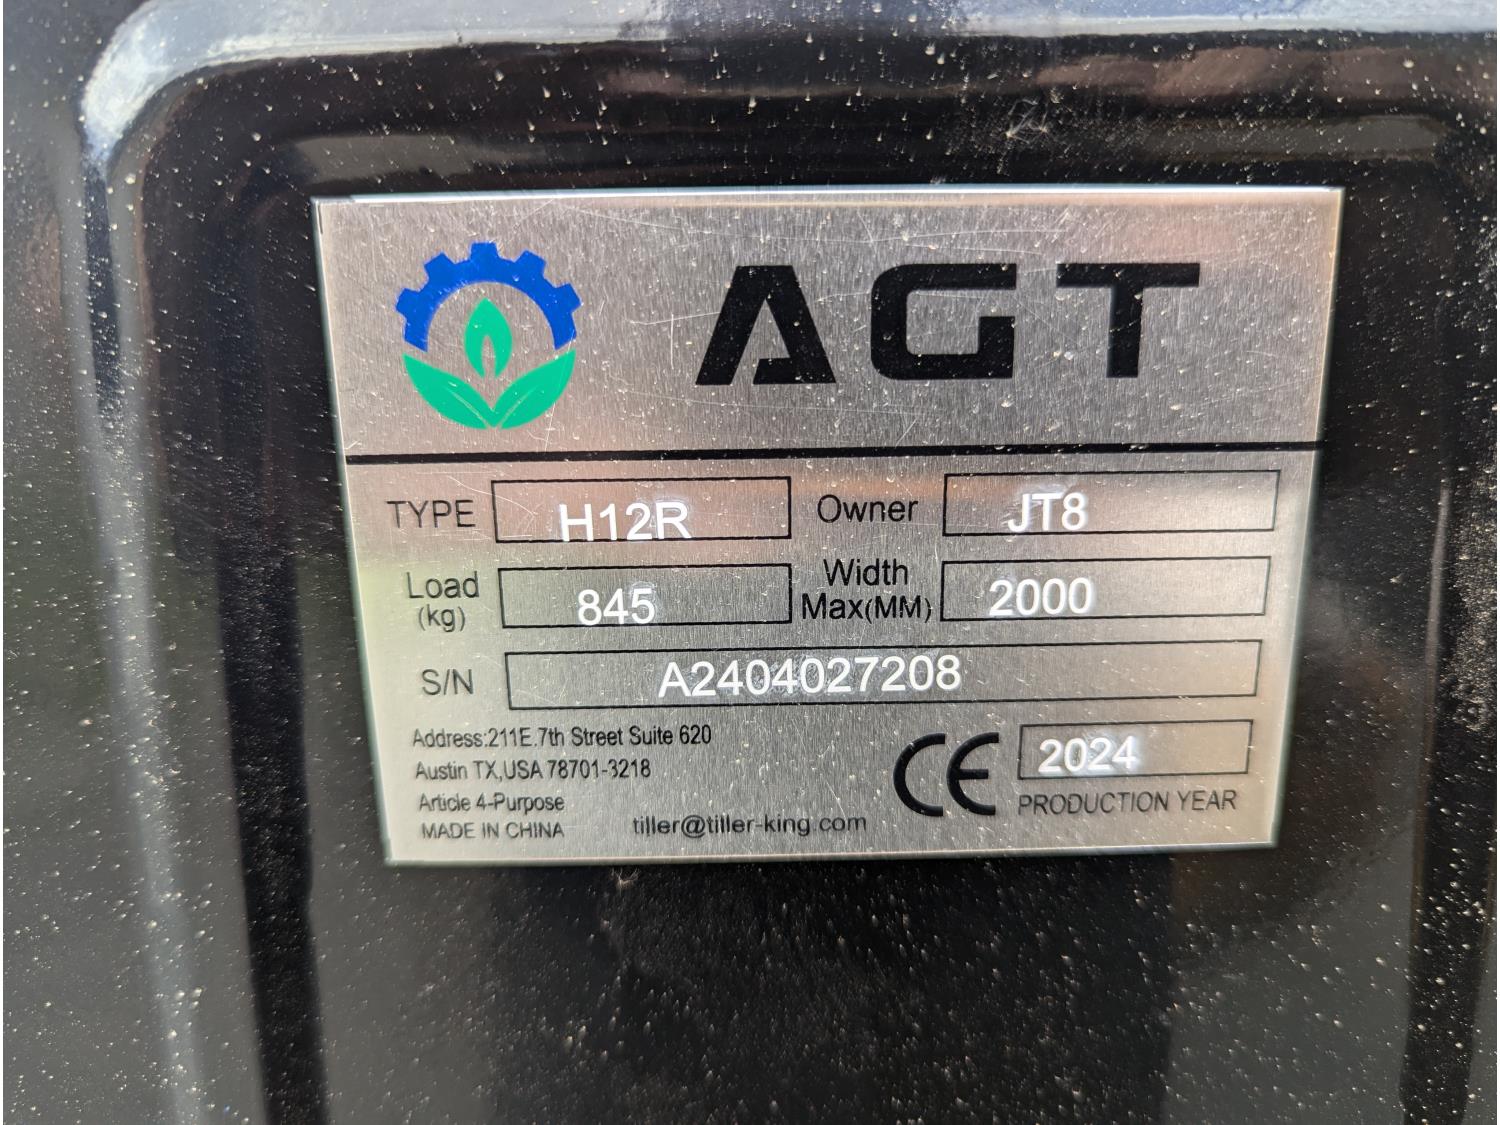 AGT
TYPE H12R Owner JT8
Load (kg) 845 Width Max(MM) 2000
S/N A2404027208
Address:211E.7th Street Suite 620
Austin TX,USA 78701-3218
Article 4-Purpose
MADE IN CHINA
tiller@tiller-king.com
CE 2024
PRODUCTION YEAR